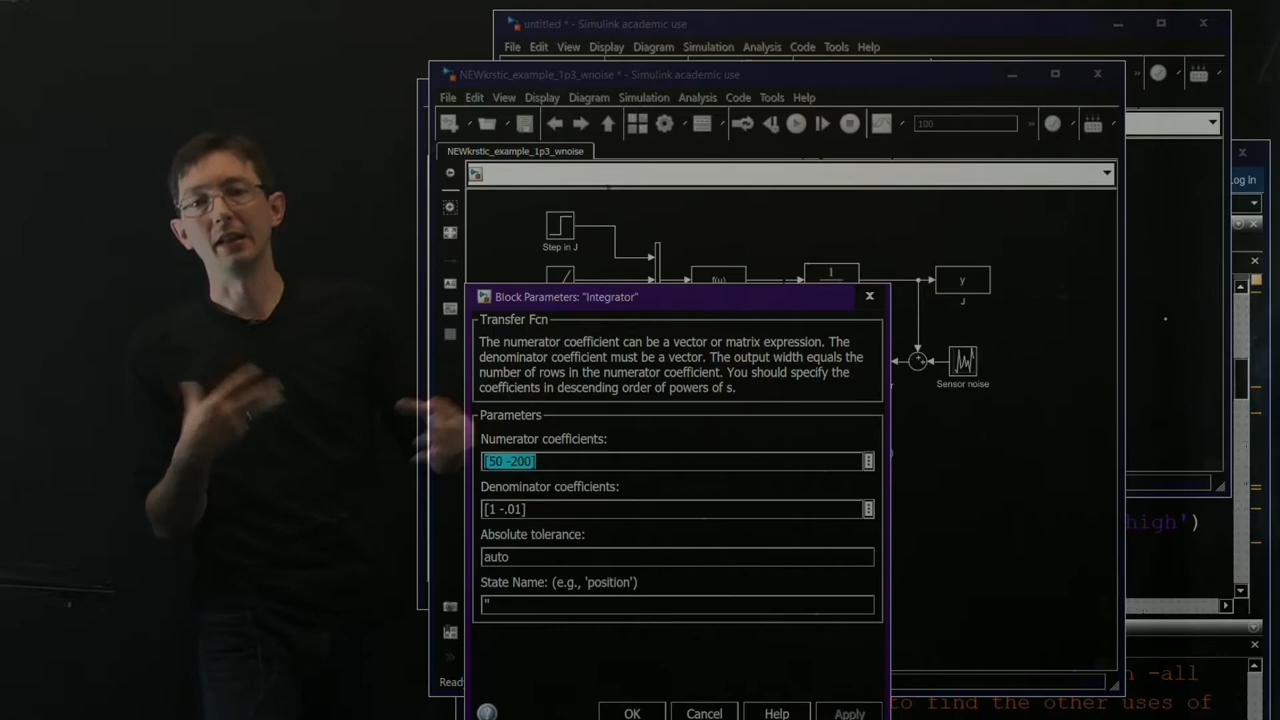 untitled * - Simulink academic use
File Edit View Display Diagram Simulation Analysis Code Tools Help
NEWkrstic_example_1p3_wnoise * - Simulink academic use
File Edit View Display Diagram Simulation Analysis Code Tools Help
100
NEWkrstic_example_1p3_wnoise
Log In
Step in J
f(u)
1
y
J
Sensor noise
Block Parameters: "Integrator"
Transfer Fcn
The numerator coefficient can be a vector or matrix expression. The
denominator coefficient must be a vector. The output width equals the
number of rows in the numerator coefficient. You should specify the
coefficients in descending order of powers of s.
Parameters
Numerator coefficients:
[50 -200]
Denominator coefficients:
[1 -.01]
Absolute tolerance:
auto
State Name: (e.g., 'position')
''
OK Cancel Help Apply
high')
-all
to find the other uses of